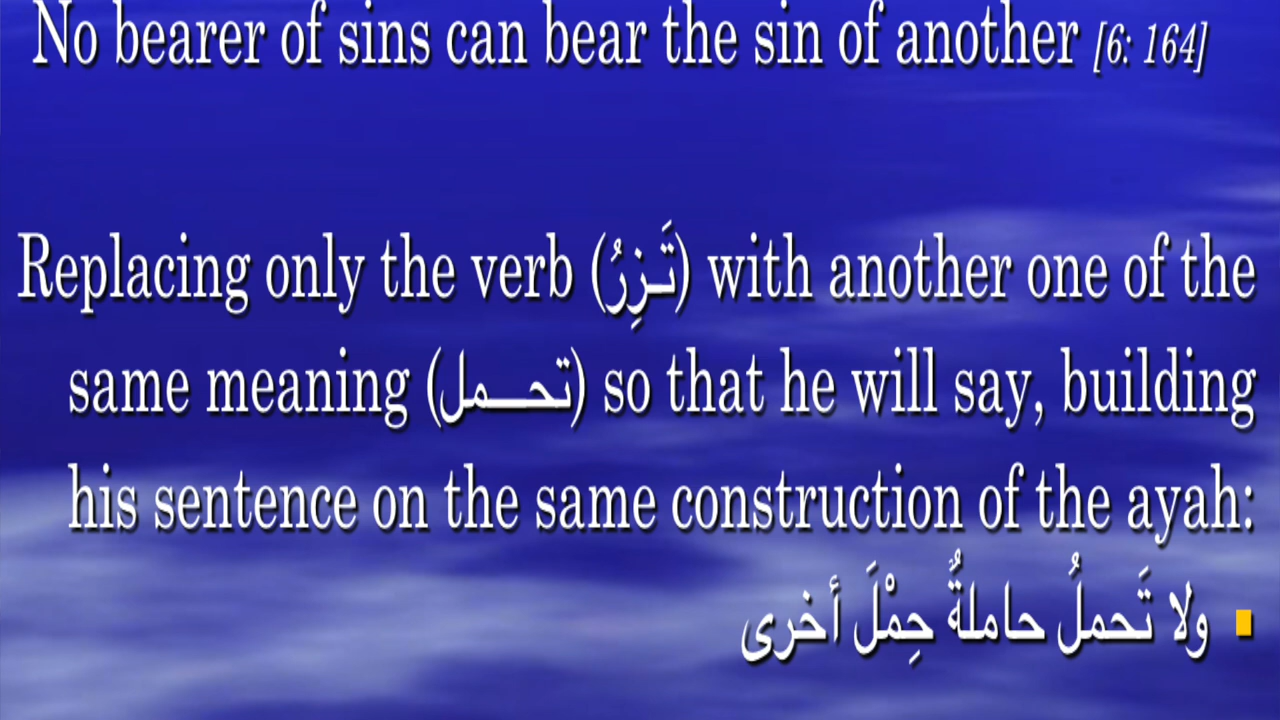 No bearer of sins can bear the sin of another [6: 164]
Replacing only the verb (تَـزِرُ) with another one of the
same meaning (تحـــمل) so that he will say, building
his sentence on the same construction of the ayah:
ولا تَحملُ حاملةٌ حِمْلَ أخرى